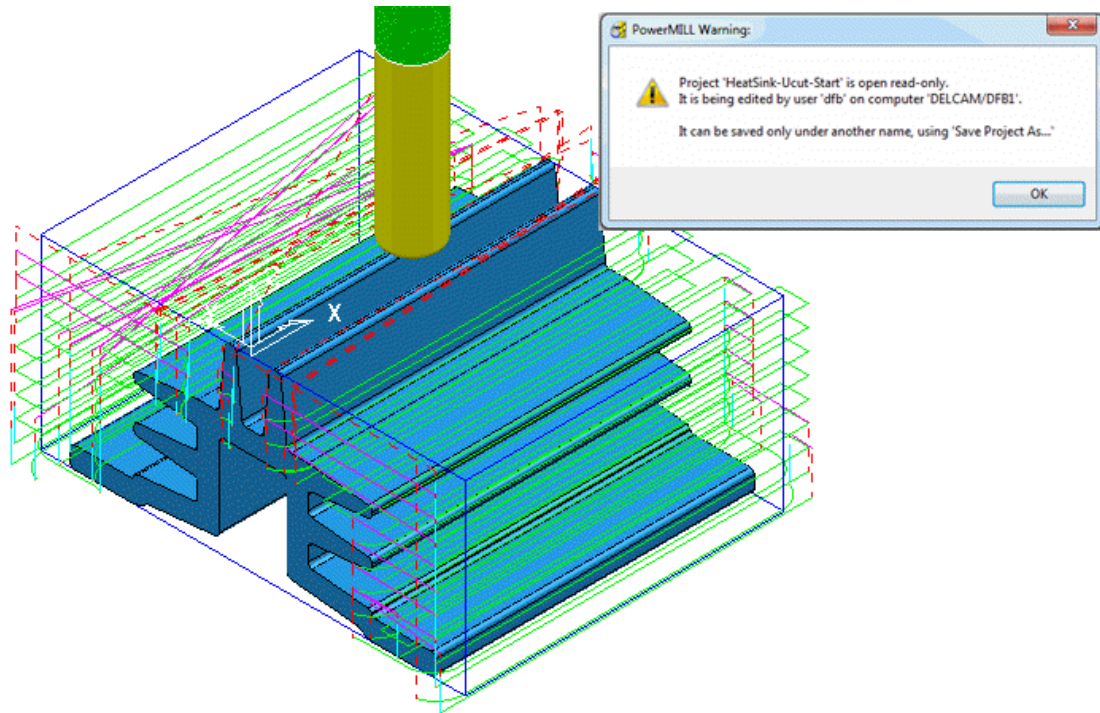 PowerMILL Warning:
Project 'HeatSink-Ucut-Start' is open read-only.
It is being edited by user 'dfb' on computer 'DELCAM/DFB1'.
It can be saved only under another name, using 'Save Project As...'
OK
X